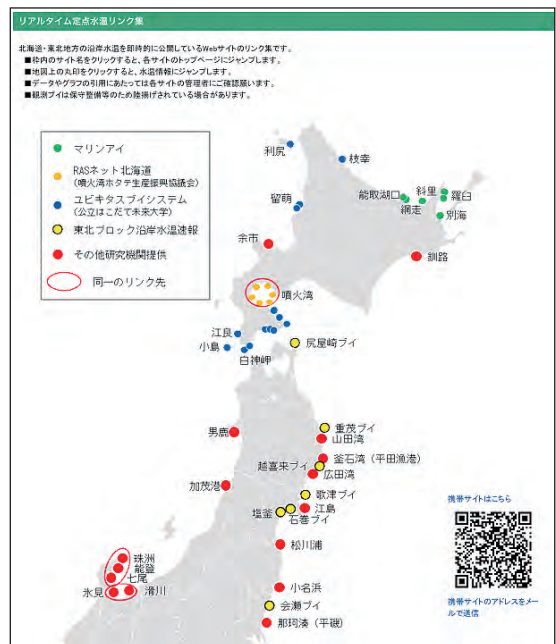 リアルタイム定点水温リンク集
北海道・東北地方の沿岸水温を即時的に公開しているWebサイトのリンク集です。
■枠内のサイト名をクリックすると、各サイトのトップページにジャンプします。
■地図上の丸印をクリックすると、水温情報にジャンプします。
■データやグラフの引用にあたっては各サイトの管理者にご確認願います。
■観測ブイは保守整備等のため陸揚げされている場合があります。
マリンアイ
RASネット北海道
（噴火湾ホタテ生産振興協議会）
ユビキタスブイシステム
（公立はこだて未来大学）
東北ブロック沿岸水温速報
その他研究機関提供
同一のリンク先
利尻
枝幸
留萌
能取湖口
斜里
羅臼
網走
別海
余市
釧路
噴火湾
江良
小島
白神岬
尻屋崎ブイ
男鹿
重茂ブイ
山田湾
釜石湾（平田漁港）
越喜来ブイ
広田湾
加茂港
歌津ブイ
江島
塩釜
石巻ブイ
松川浦
珠洲
能登
七尾
氷見
滑川
小名浜
会瀬ブイ
那珂湊（平磯）
携帯サイトはこちら
携帯サイトのアドレスをメー
ルで送信